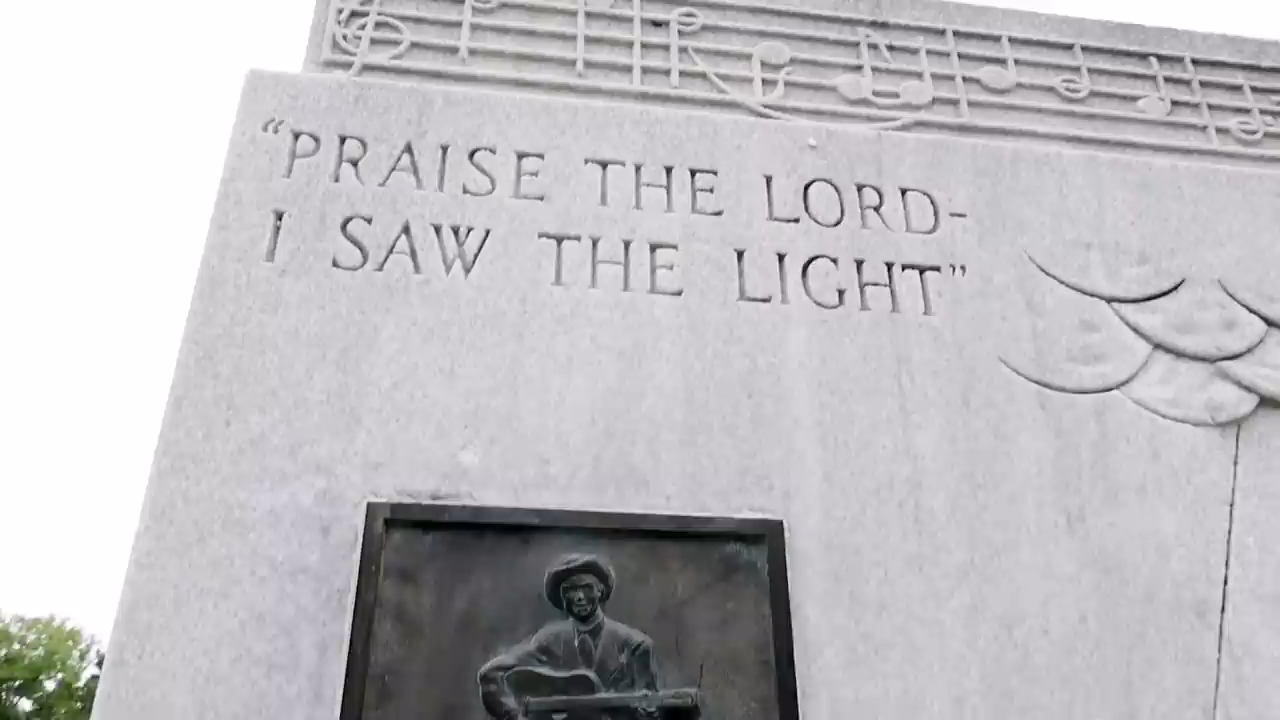 “PRAISE THE LORD-
I SAW THE LIGHT”